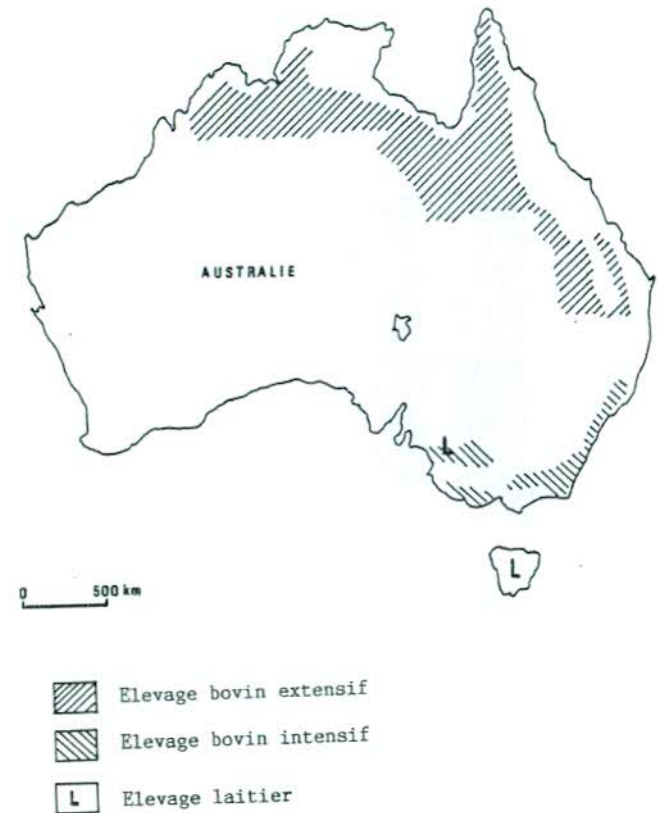 AUSTRALIE
L
L
0 500 km
Elevage bovin extensif
Elevage bovin intensif
L Elevage laitier